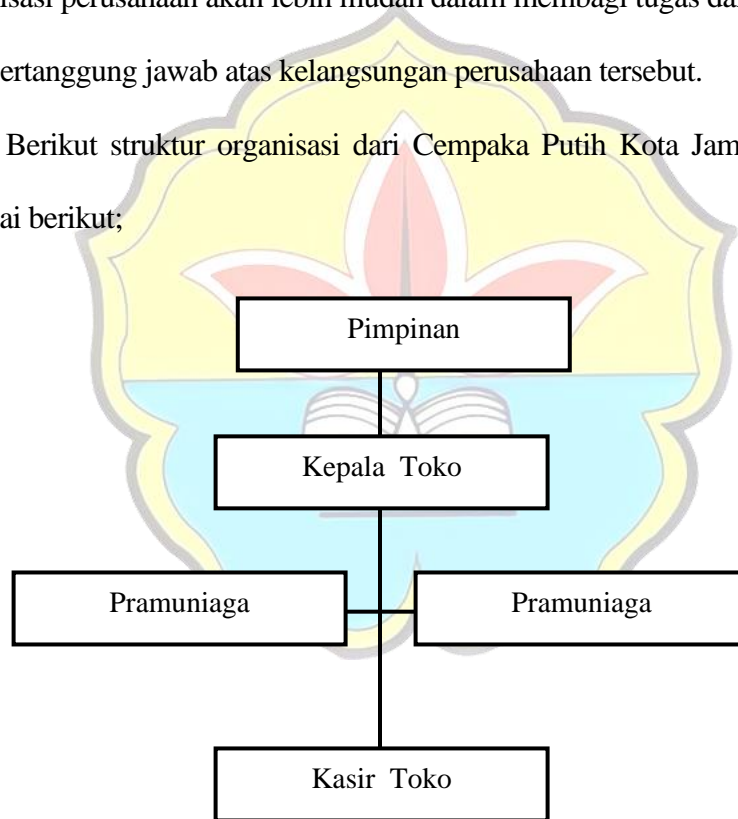 isasi perusahaan akan lebih mudah dalam membagi tugas dan
ertanggung jawab atas kelangsungan perusahaan tersebut.
Berikut struktur organisasi dari Cempaka Putih Kota Jam
ai berikut;
Pimpinan
Kepala Toko
Pramuniaga Pramuniaga
Kasir Toko